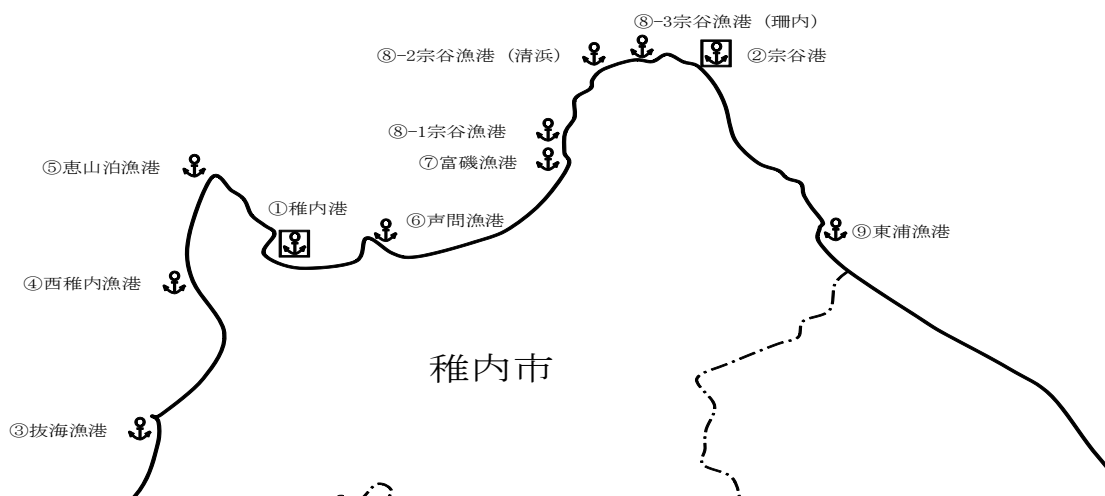 ⑧-3宗谷漁港（珊内）
⑧-2宗谷漁港（清浜）
②宗谷港
⑧-1宗谷漁港
⑦富磯漁港
⑤恵山泊漁港
①稚内港
⑥声問漁港
⑨東浦漁港
④西稚内漁港
稚内市
③抜海漁港